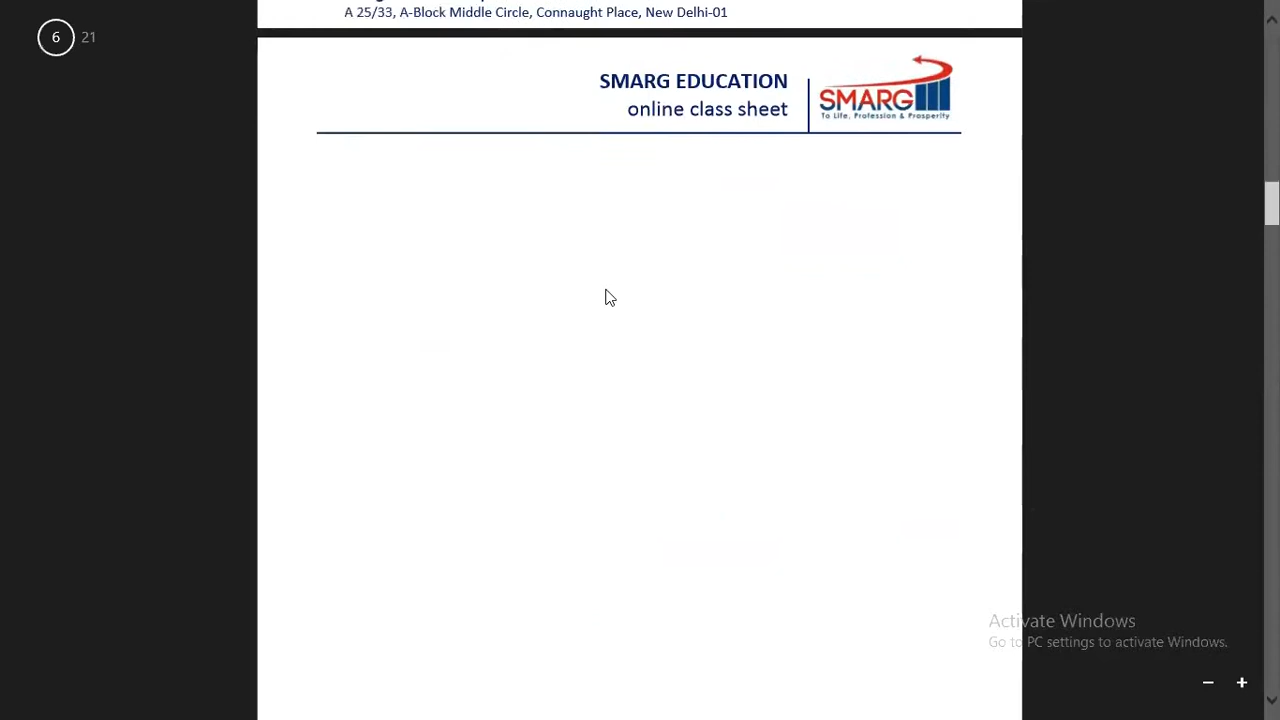 A 25/33, A-Block Middle Circle, Connaught Place, New Delhi-01
6 21
SMARG EDUCATION
online class sheet
SMARG
To Life, Profession & Prosperity
Activate Windows
Go to PC settings to activate Windows.